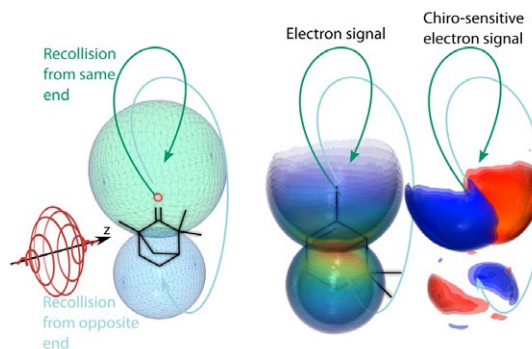 Recollision
from same
end
Electron signal
Chiro-sensitive
electron signal
z
Recollision
from opposite
end